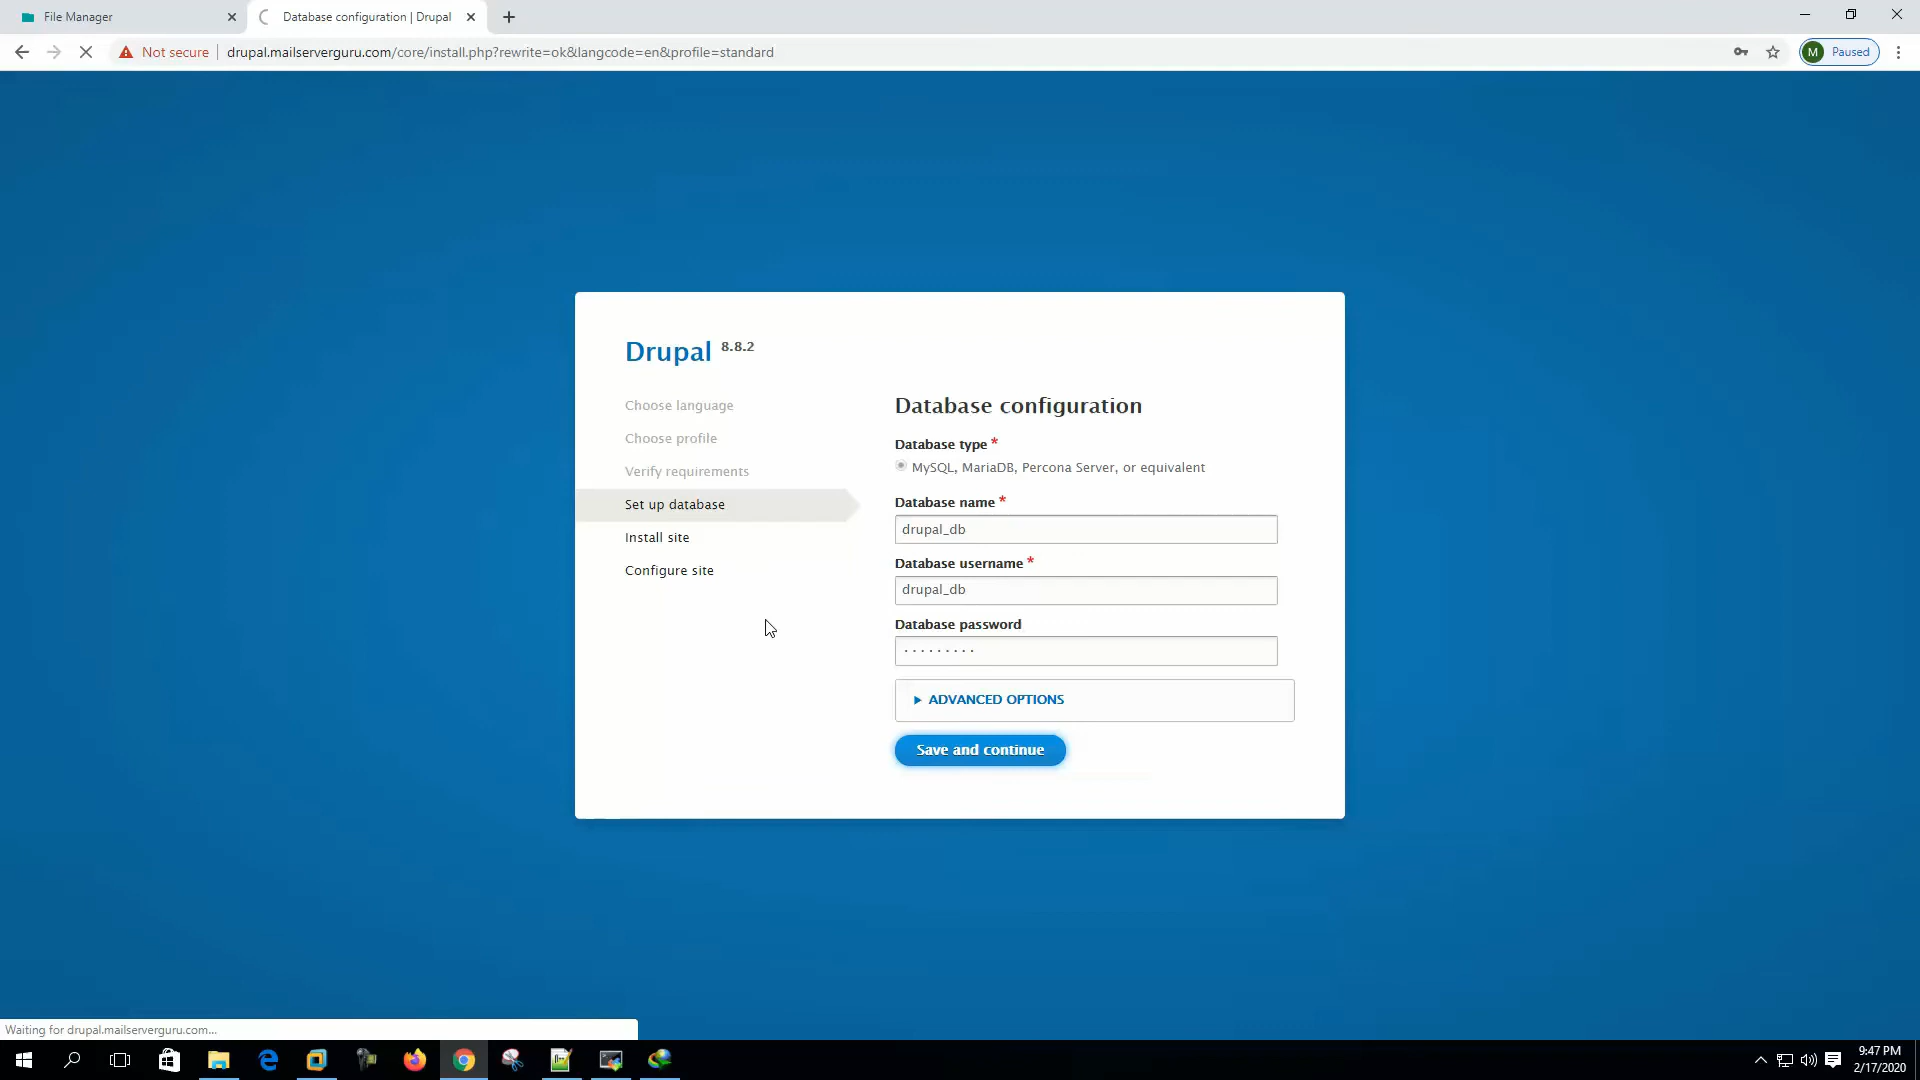 File Manager
Database configuration | Drupal
Not secure
drupal.mailserverguru.com/core/install.php?rewrite=ok&langcode=en&profile=standard
M
Paused
Drupal 8.8.2
Choose language
Choose profile
Verify requirements
Set up database
Install site
Configure site
Database configuration
Database type *
MySQL, MariaDB, Percona Server, or equivalent
Database name *
drupal_db
Database username *
drupal_db
Database password
.........
ADVANCED OPTIONS
Save and continue
Waiting for drupal.mailserverguru.com...
9:47 PM
2/17/2020